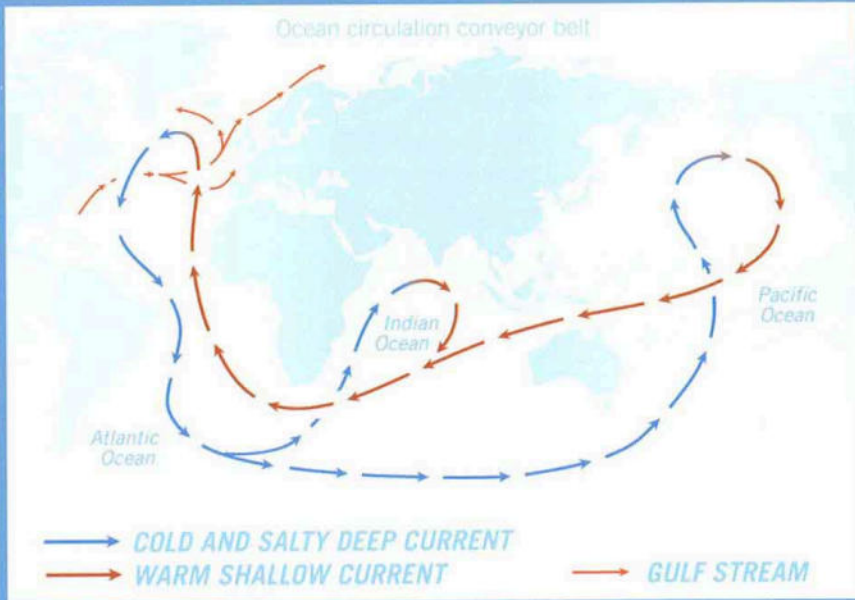 Ocean circulation conveyor belt
Indian
Ocean
Pacific
Ocean
Atlantic
Ocean
COLD AND SALTY DEEP CURRENT
WARM SHALLOW CURRENT
GULF STREAM